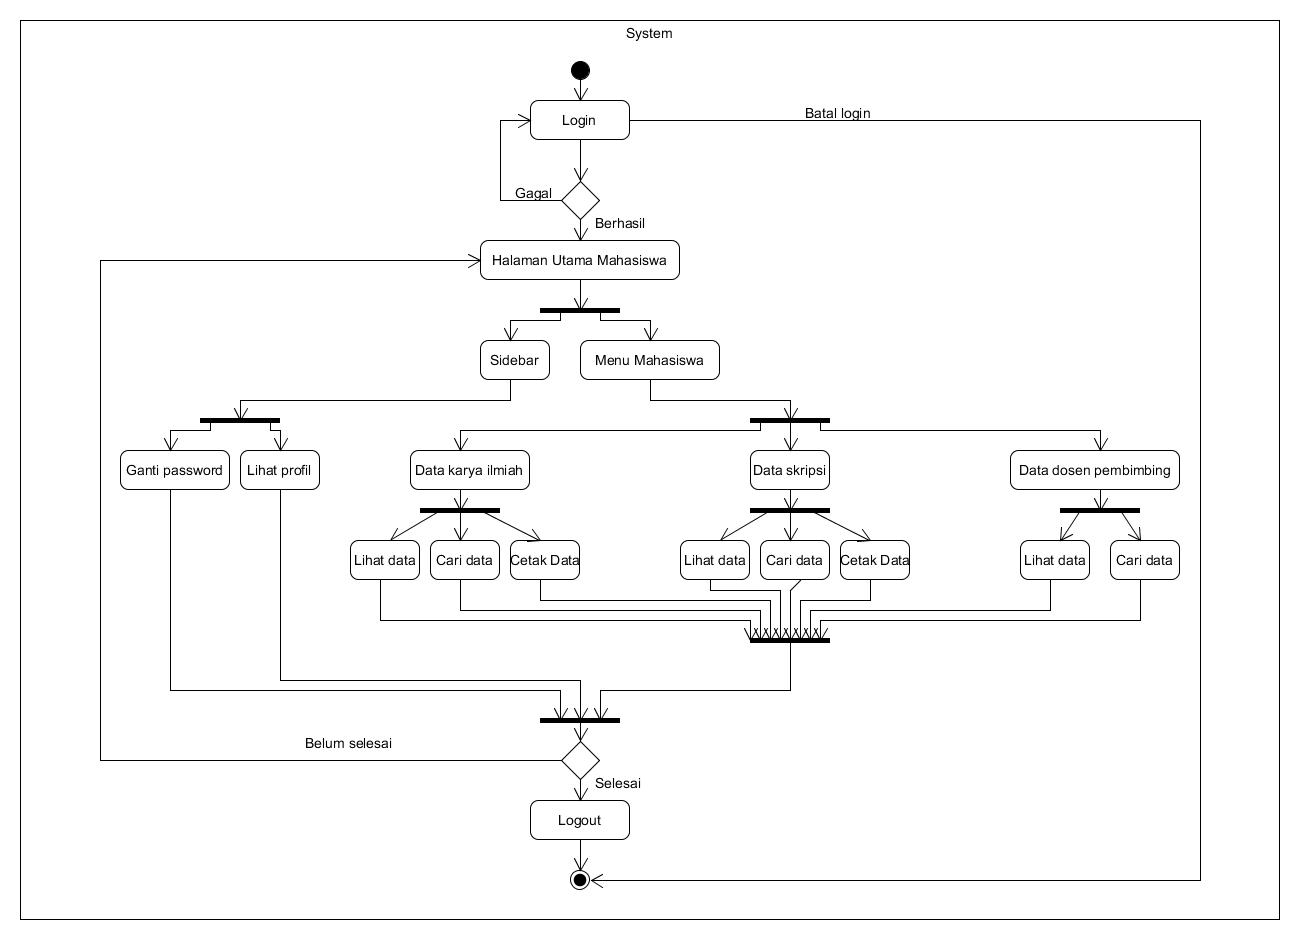 System
Login
Batal login
Gagal
Berhasil
Halaman Utama Mahasiswa
Sidebar
Menu Mahasiswa
Ganti password
Lihat profil
Data karya ilmiah
Data skripsi
Data dosen pembimbing
Lihat data
Cari data
Cetak Data
Lihat data
Cari data
Cetak Data
Lihat data
Cari data
Belum selesai
Selesai
Logout